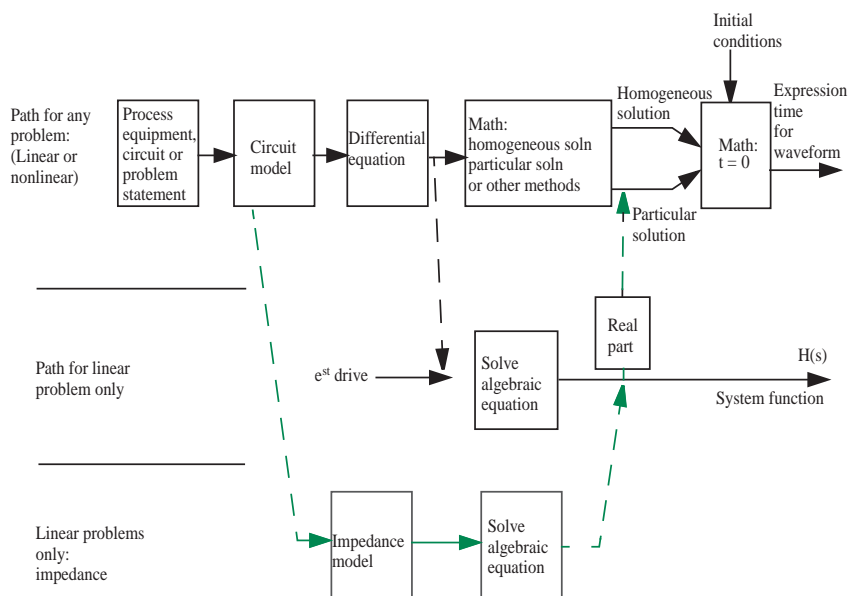 Initial
conditions
Path for any
problem:
(Linear or
nonlinear)
Process
equipment,
circuit or
problem
statement
Circuit
model
Differential
equation
Math:
homogeneous soln
particular soln
or other methods
Homogeneous
solution
Particular
solution
Math:
t = 0
Expression
time
for
waveform
Path for linear
problem only
e^st drive
Solve
algebraic
equation
Real
part
H(s)
System function
Linear problems
only:
impedance
Impedance
model
Solve
algebraic
equation